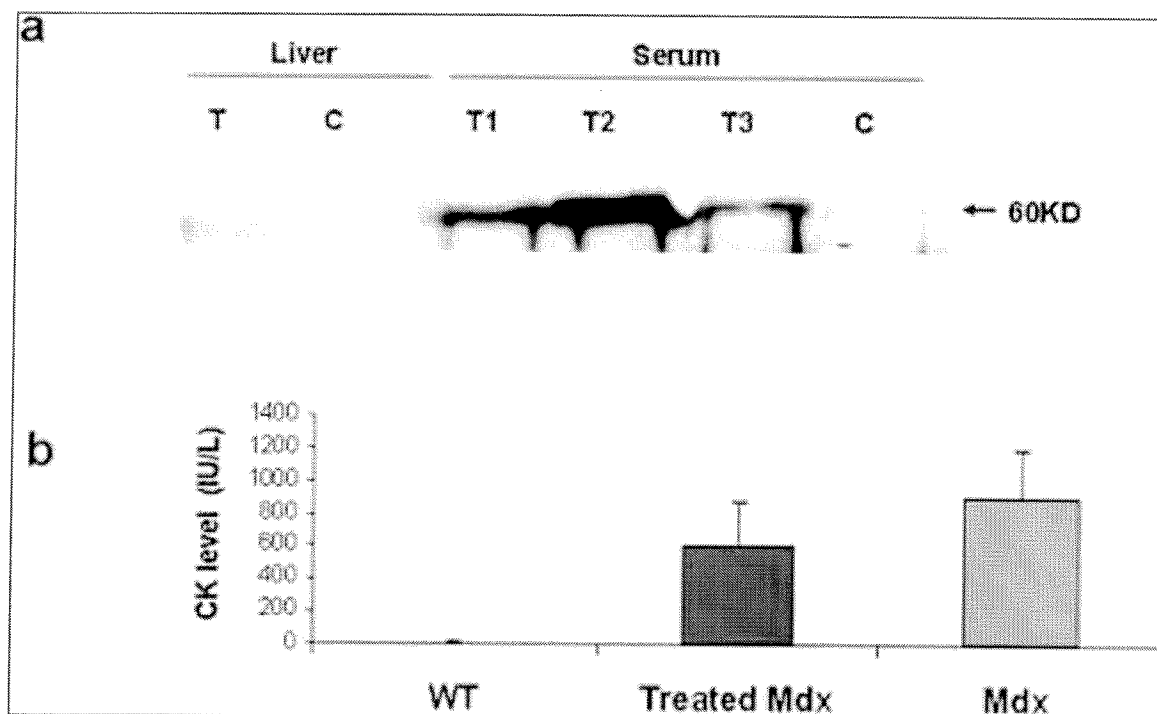 a
Liver Serum
T C T1 T2 T3 C
← 60KD
b
CK level (IU/L)
1400
1200
1000
800
600
400
200
0
WT Treated Mdx Mdx